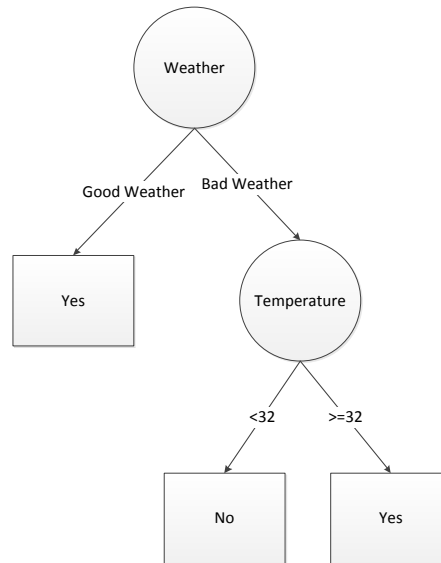 Weather
Good Weather
Bad Weather
Yes
Temperature
<32
>=32
No
Yes